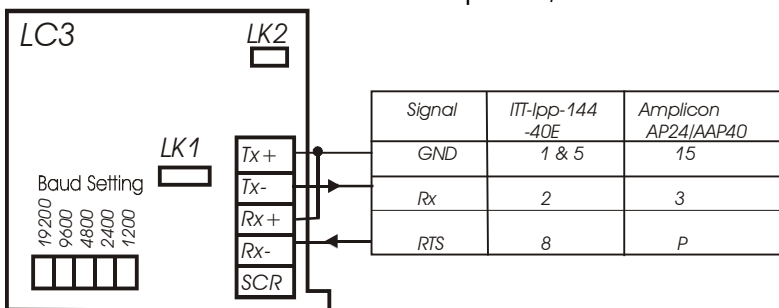 LC3
LK2
LK1
Baud Setting
19200
9600
4800
2400
1200
Tx+
Tx-
Rx+
Rx-
SCR
Signal ITT-Ipp-144 Amplicon
-40E AP24/AAP40
GND 1 & 5 15
Rx 2 3
RTS 8 P